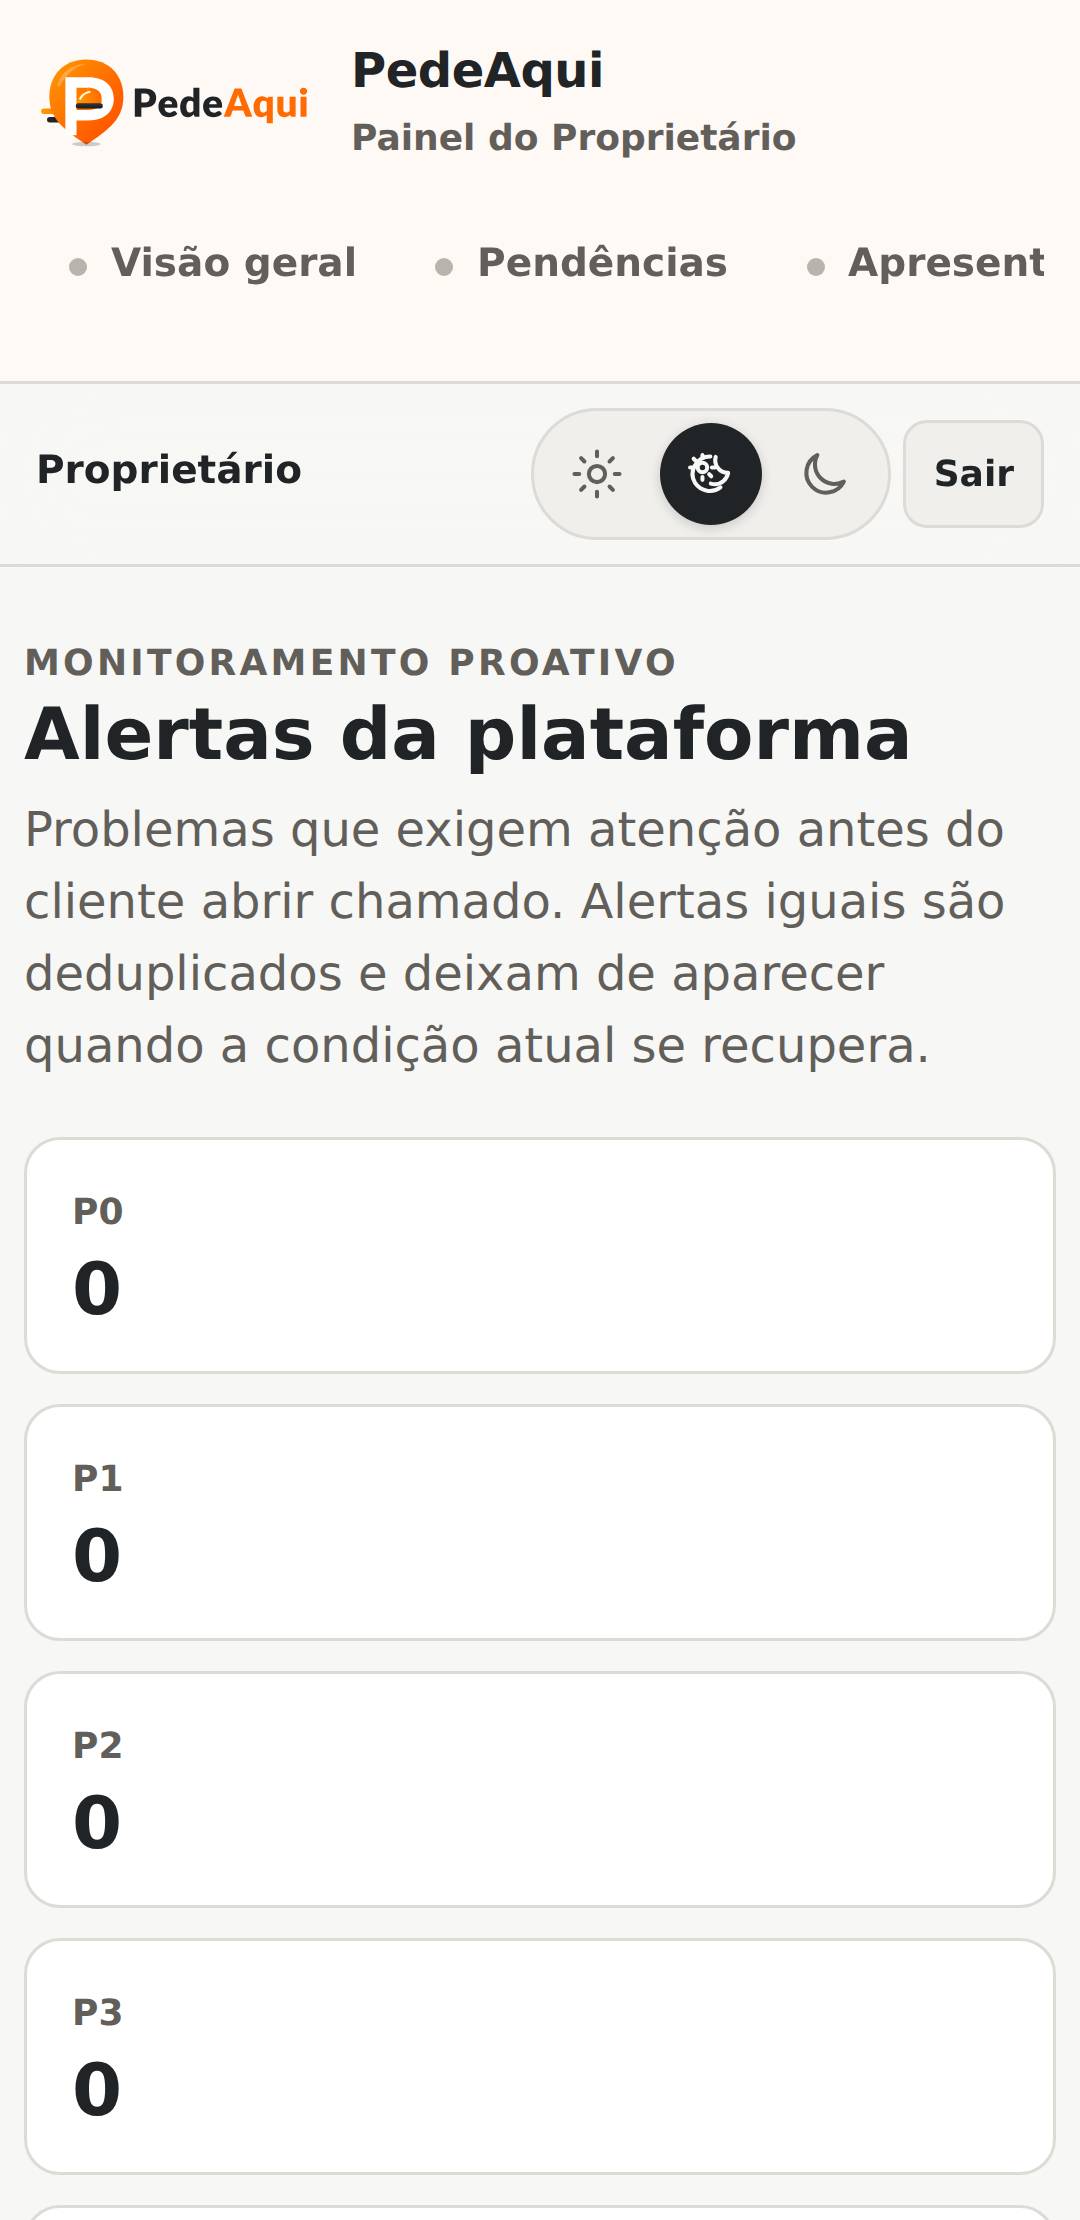 PedeAqui
PedeAqui
Painel do Proprietário
Visão geral
Pendências
Apresent
Proprietário
Sair
MONITORAMENTO PROATIVO
Alertas da plataforma
Problemas que exigem atenção antes do
cliente abrir chamado. Alertas iguais são
deduplicados e deixam de aparecer
quando a condição atual se recupera.
P0
0
P1
0
P2
0
P3
0